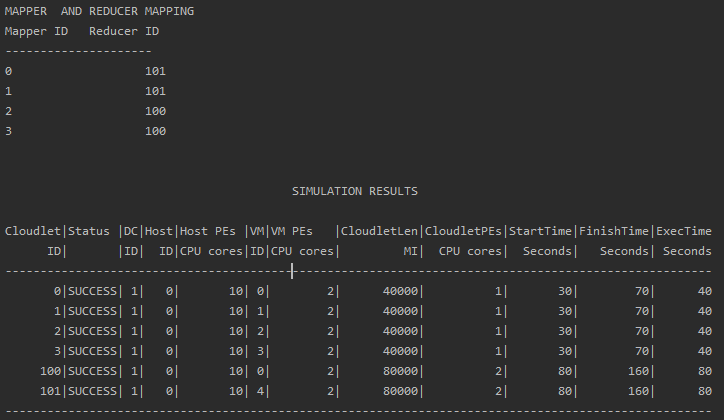 MAPPER  AND REDUCER MAPPING
Mapper ID   Reducer ID
---------------------
0                   101
1                   101
2                   100
3                   100
SIMULATION RESULTS
Cloudlet|Status |DC|Host|Host PEs |VM|VM PEs   |CloudletLen|CloudletPEs|StartTime|FinishTime|ExecTime
      ID|       |ID|  ID|CPU cores|ID|CPU cores|         MI|  CPU cores|  Seconds|   Seconds| Seconds
-----------------------------------------------------------------------------------------------------
       0|SUCCESS| 1|   0|       10| 0|        2|      40000|          1|       30|        70|      40
       1|SUCCESS| 1|   0|       10| 1|        2|      40000|          1|       30|        70|      40
       2|SUCCESS| 1|   0|       10| 2|        2|      40000|          1|       30|        70|      40
       3|SUCCESS| 1|   0|       10| 3|        2|      40000|          1|       30|        70|      40
     100|SUCCESS| 1|   0|       10| 0|        2|      80000|          2|       80|       160|      80
     101|SUCCESS| 1|   0|       10| 4|        2|      80000|          2|       80|       160|      80
-----------------------------------------------------------------------------------------------------